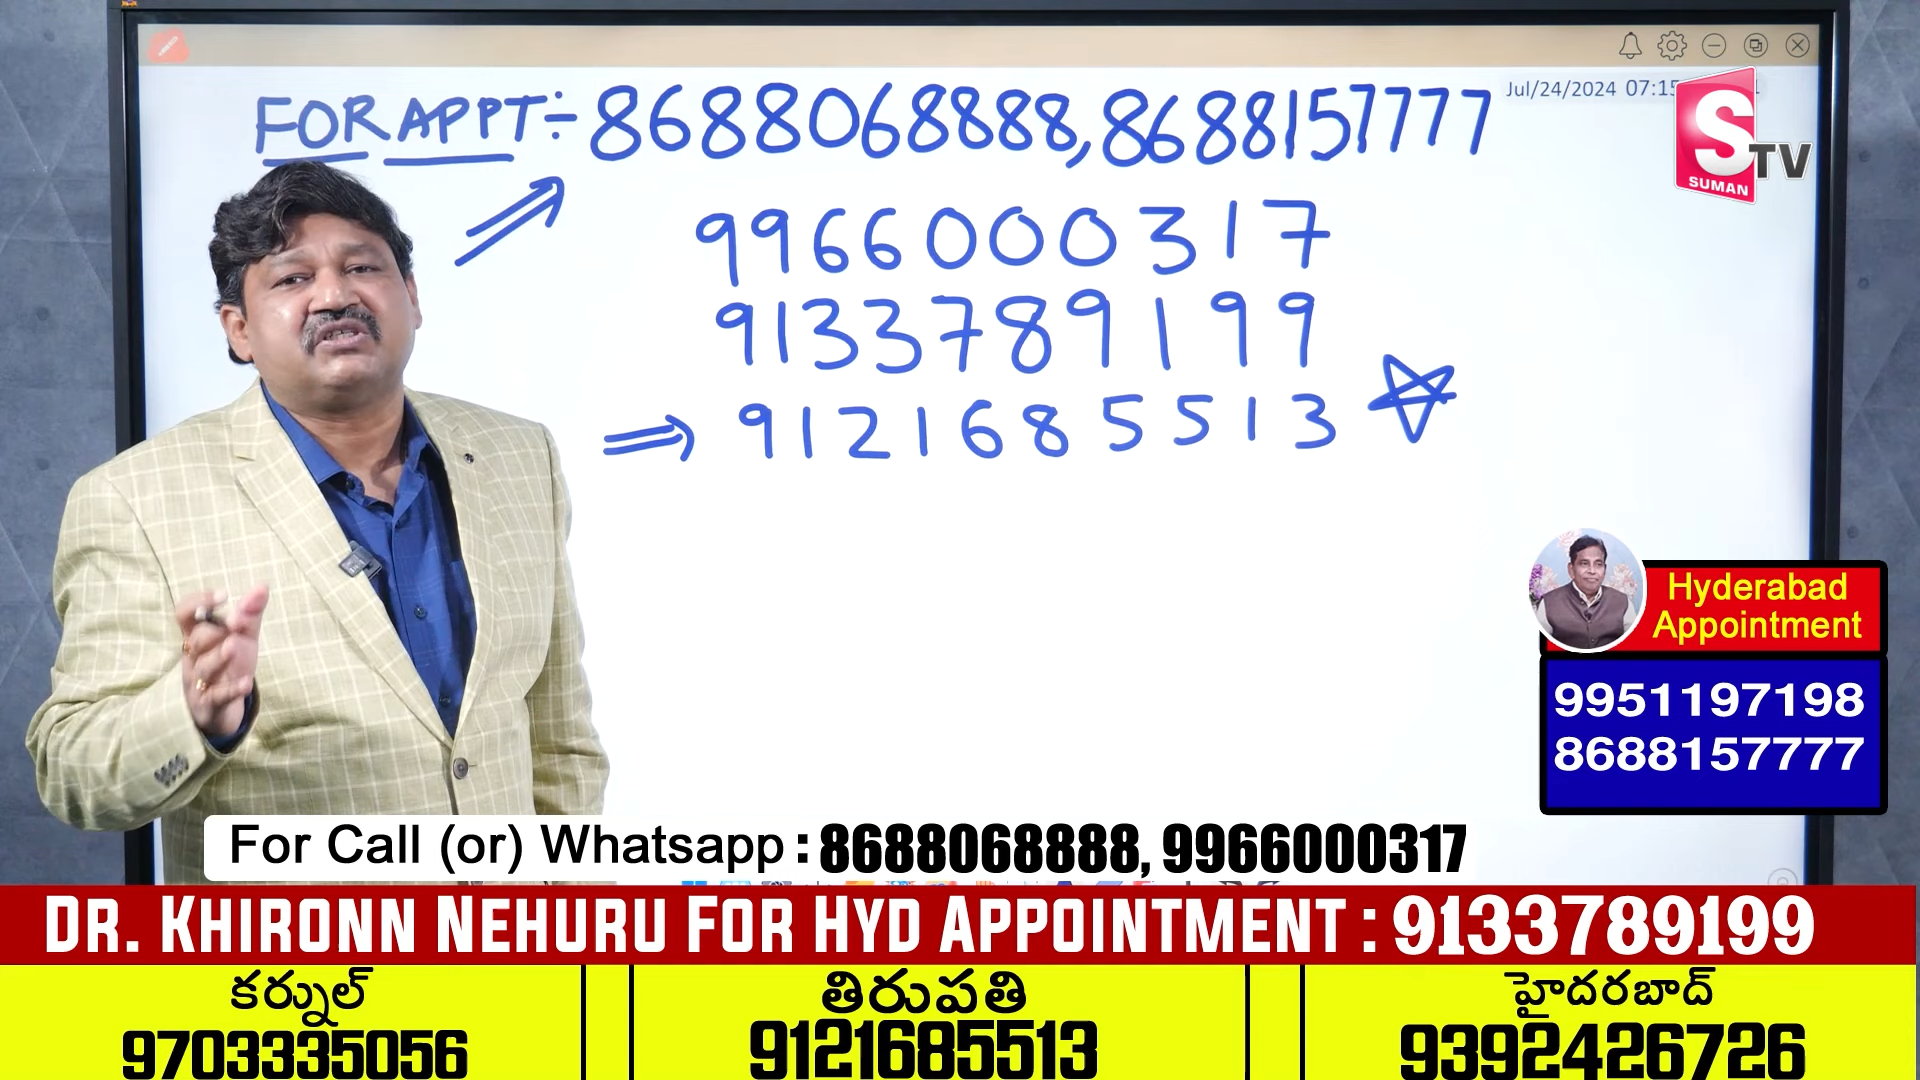 Jul/24/2024 07:15
FOR APPT:- 8688068888, 8688157777
S TV
SUMAN
9966000317
9133789199
⇒ 9121685513
Hyderabad
Appointment
9951197198
8688157777
For Call (or) Whatsapp : 8688068888, 9966000317
DR. KHIRONN NEHURU FOR HYD APPOINTMENT : 9133789199
కర్నూల్
9703335056
తిరుపతి
9121685513
హైదరబాద్
9392426726